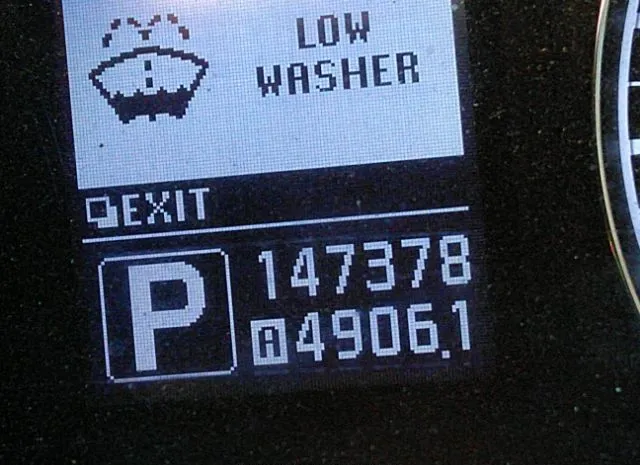 LOW
WASHER
EXIT
P
147378
A 4906.1